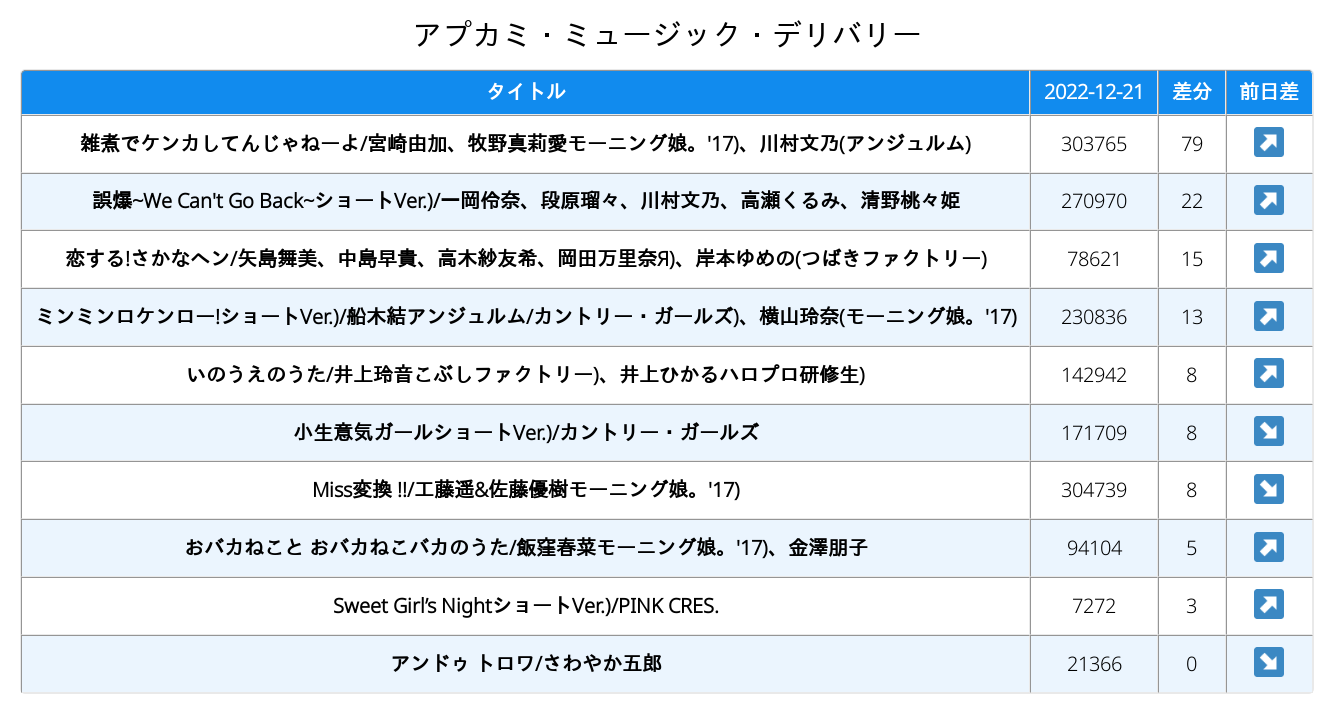 アプカミ・ミュージック・デリバリー
タイトル 2022-12-21 差分 前日差
雑煮でケンカしてんじゃねーよ/宮崎由加、牧野真莉愛モーニング娘。'17)、川村文乃(アンジュルム) 303765 79
誤爆~We Can't Go Back~ショートVer.)/一岡伶奈、段原瑠々、川村文乃、高瀬くるみ、清野桃々姫 270970 22
恋する!さかなヘン/矢島舞美、中島早貴、高木紗友希、岡田万里奈Я)、岸本ゆめの(つばきファクトリー) 78621 15
ミンミンロケンロー!ショートVer.)/船木結アンジュルム/カントリー・ガールズ)、横山玲奈(モーニング娘。'17) 230836 13
いのうえのうた/井上玲音こぶしファクトリー)、井上ひかるハロプロ研修生) 142942 8
小生意気ガールショートVer.)/カントリー・ガールズ 171709 8
Miss変換 !!/工藤遥&佐藤優樹モーニング娘。'17) 304739 8
おバカねこと おバカねこバカのうた/飯窪春菜モーニング娘。'17)、金澤朋子 94104 5
Sweet Girl’s NightショートVer.)/PINK CRES. 7272 3
アンドゥ トロワ/さわやか五郎 21366 0